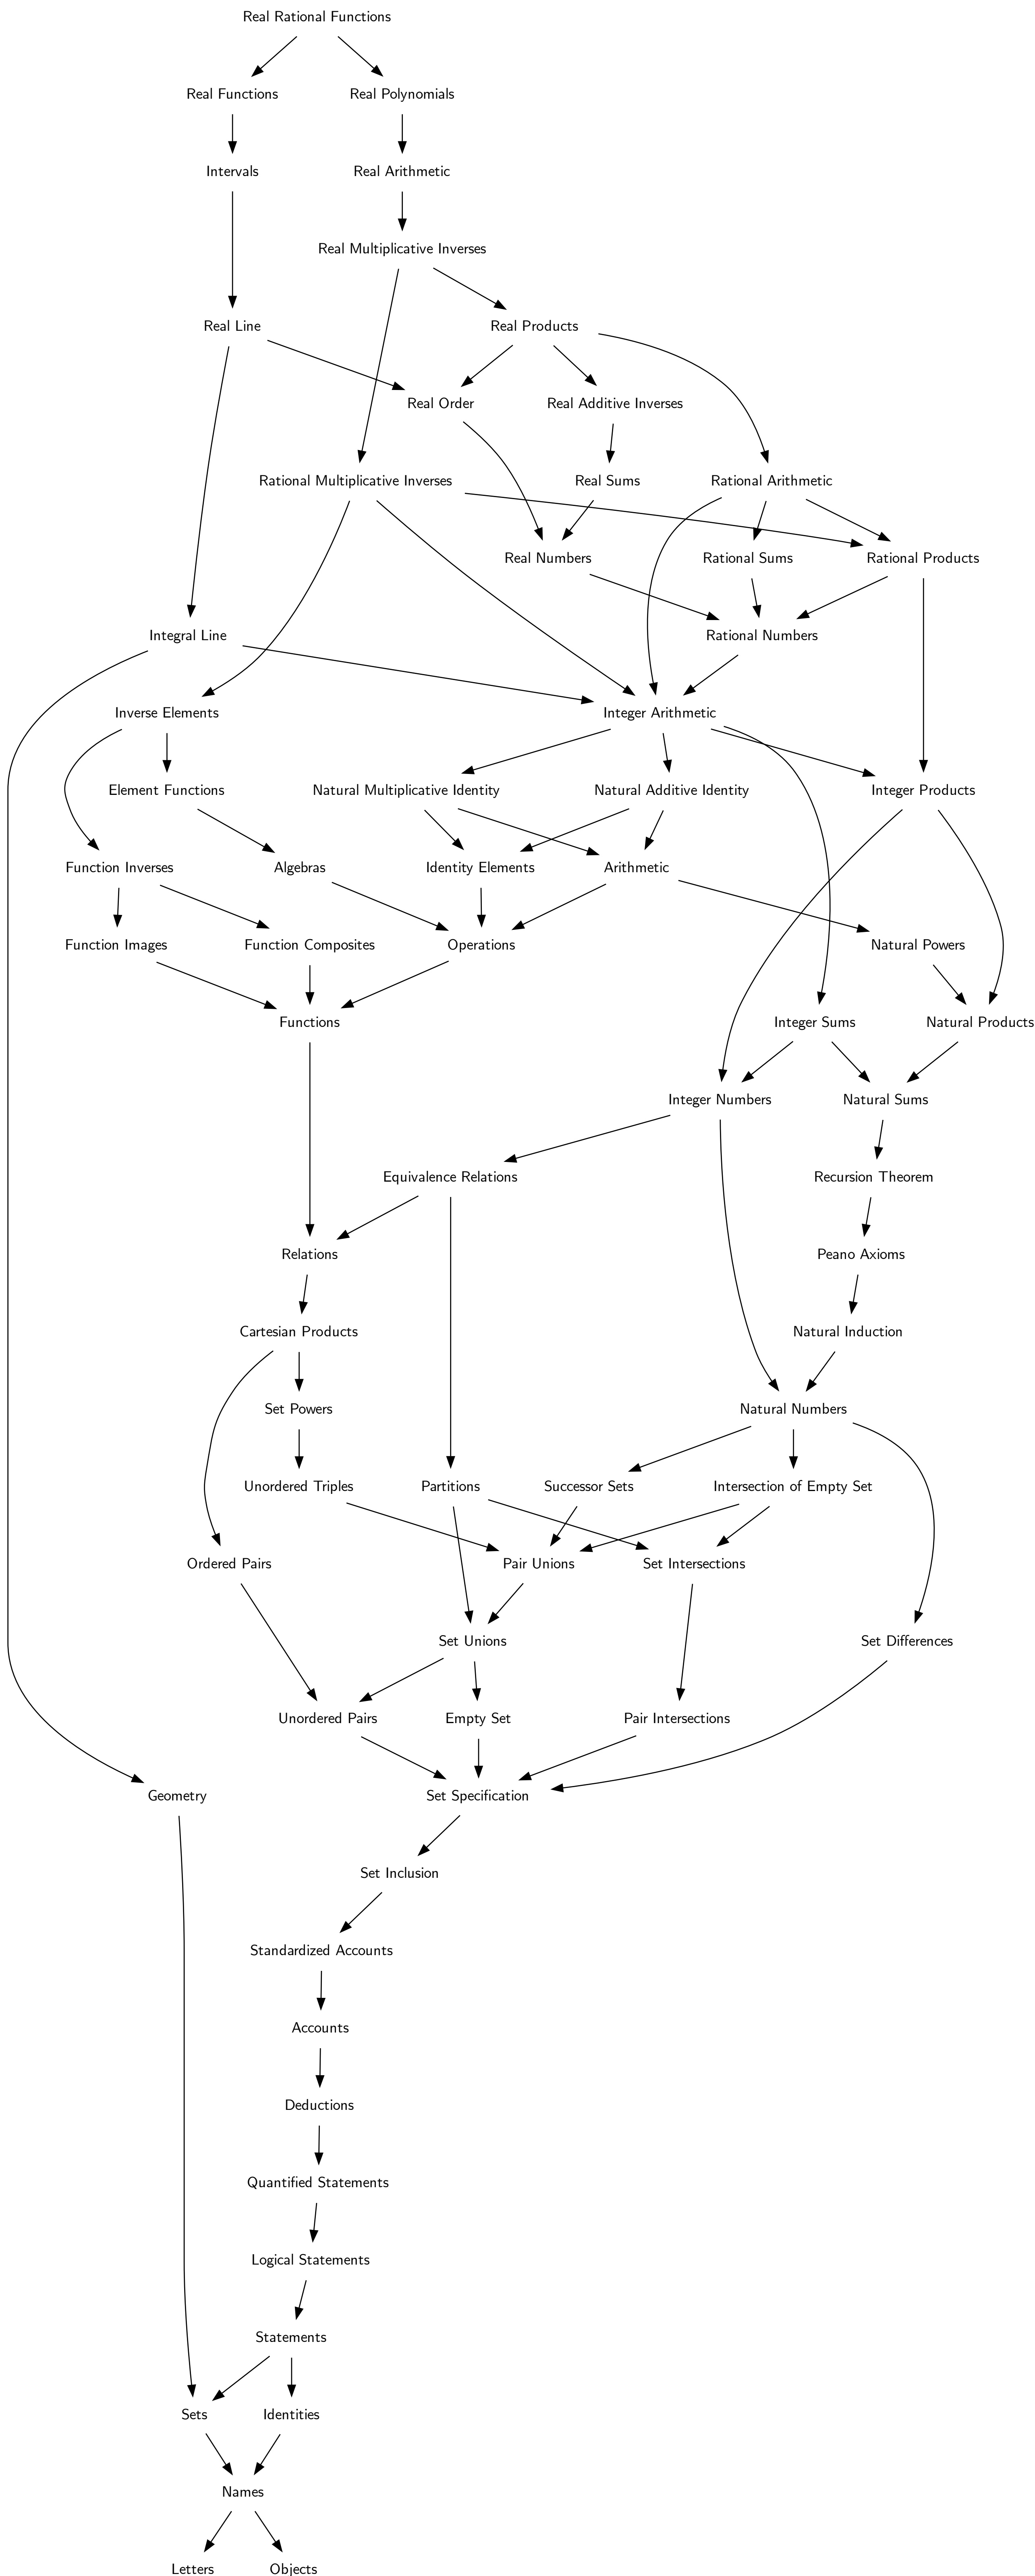 Real Rational Functions
Real Functions
Real Polynomials
Intervals
Real Arithmetic
Real Multiplicative Inverses
Real Line
Real Products
Real Order
Real Additive Inverses
Rational Multiplicative Inverses
Real Sums
Rational Arithmetic
Real Numbers
Rational Sums
Rational Products
Integral Line
Rational Numbers
Inverse Elements
Integer Arithmetic
Element Functions
Natural Multiplicative Identity
Natural Additive Identity
Integer Products
Function Inverses
Algebras
Identity Elements
Arithmetic
Function Images
Function Composites
Operations
Natural Powers
Functions
Integer Sums
Natural Products
Integer Numbers
Natural Sums
Equivalence Relations
Recursion Theorem
Relations
Peano Axioms
Cartesian Products
Natural Induction
Set Powers
Natural Numbers
Unordered Triples
Partitions
Successor Sets
Intersection of Empty Set
Ordered Pairs
Pair Unions
Set Intersections
Set Unions
Set Differences
Unordered Pairs
Empty Set
Pair Intersections
Geometry
Set Specification
Set Inclusion
Standardized Accounts
Accounts
Deductions
Quantified Statements
Logical Statements
Statements
Sets
Identities
Names
Letters
Objects